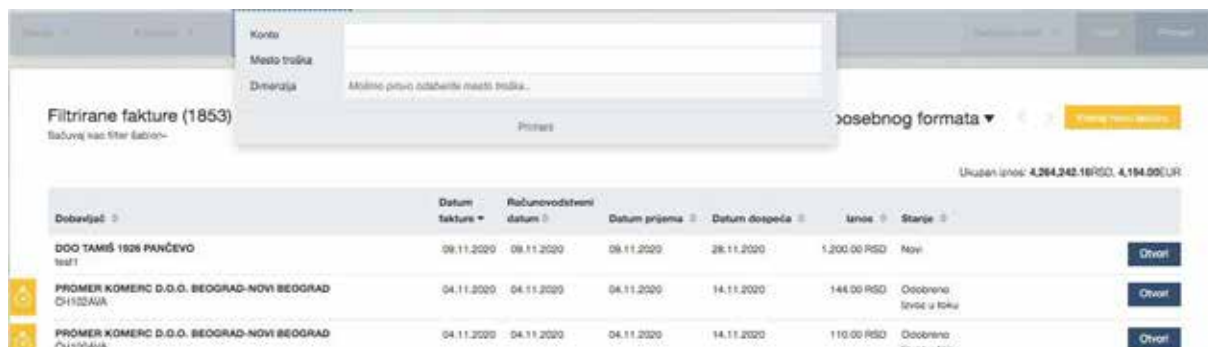 Konto
Mesto troška
Dimenzija Molimo prvo odaberite mesto troška..
Filtrirane fakture (1853) posebnog formata
Sačuvaj kao filter šablon
Primeni
Ukupan iznos: 4,264,242.16RSD, 4,194.00EUR
Dobavljač Datum fakture Računovodstveni datum Datum prijema Datum dospeća Iznos Stanje
DOO TAMIŠ 1926 PANČEVO 09.11.2020 09.11.2020 09.11.2020 28.11.2020 1,200.00 RSD Novi Otvori
test1
PROMER KOMERC D.O.O. BEOGRAD-NOVI BEOGRAD 04.11.2020 04.11.2020 04.11.2020 14.11.2020 144.00 RSD Odobreno Otvori
CH102AVA Izvoz u toku
PROMER KOMERC D.O.O. BEOGRAD-NOVI BEOGRAD 04.11.2020 04.11.2020 04.11.2020 14.11.2020 110.00 RSD Odobreno Otvori